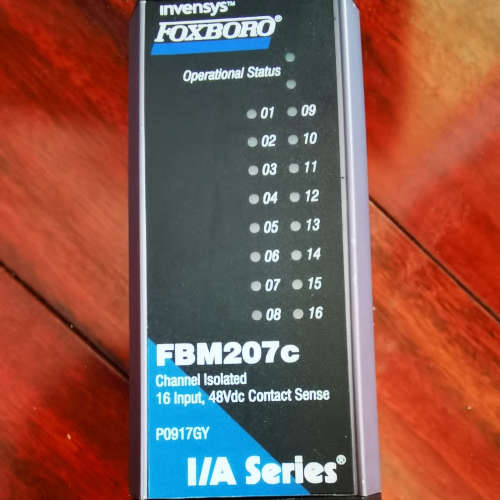 invensys™
FOXBORO®
Operational Status
01 09
02 10
03 11
04 12
05 13
06 14
07 15
08 16
FBM207c
Channel Isolated
16 Input, 48Vdc Contact Sense
P0917GY
I/A Series®